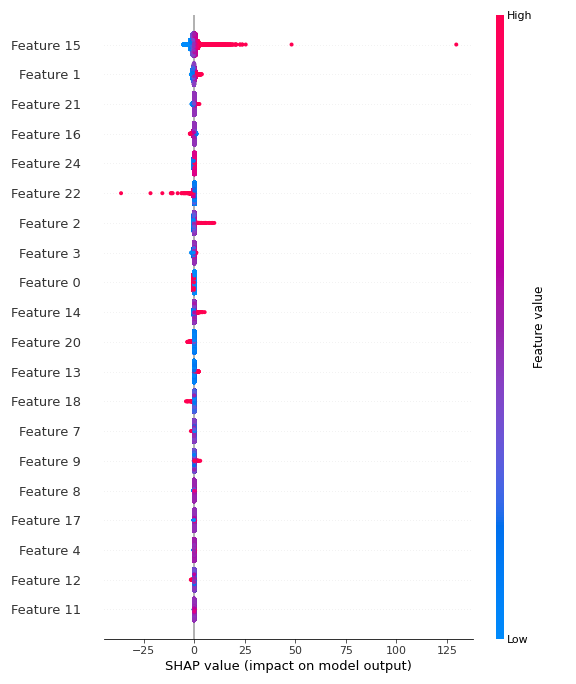 High
Feature 15
Feature 1
Feature 21
Feature 16
Feature 24
Feature 22
Feature 2
Feature 3
Feature 0
Feature 14
Feature 20
Feature 13
Feature 18
Feature 7
Feature 9
Feature 8
Feature 17
Feature 4
Feature 12
Feature 11
Feature value
Low
−25 0 25 50 75 100 125
SHAP value (impact on model output)